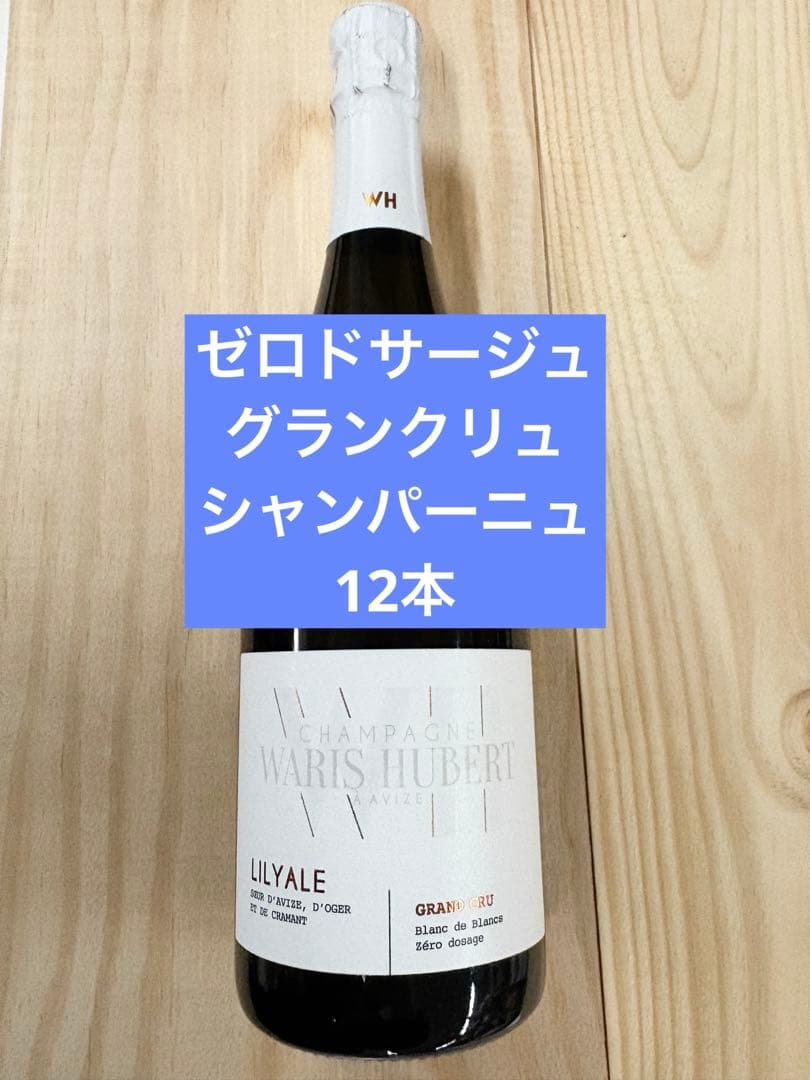 WH
ゼロドサージュ
グランクリュ
シャンパーニュ
12本
CHAMPAGNE
WARIS HUBERT
À AVIZE
LILYALE
SŒUR D'AVIZE, D'OGER
ET DE CRAMANT
GRAND CRU
Blanc de Blancs
Zéro dosage